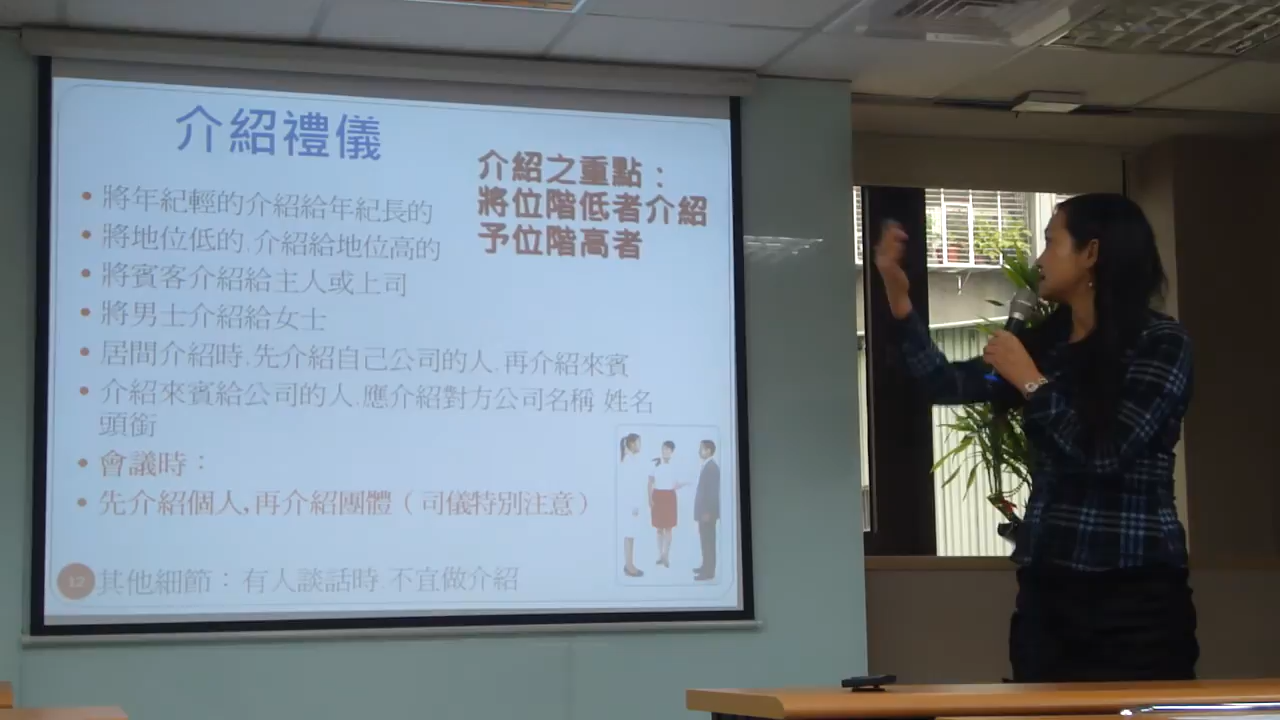 介紹禮儀
介紹之重點：
將位階低者介紹
予位階高者
• 將年紀輕的介紹給年紀長的
• 將地位低的,介紹給地位高的
• 將賓客介紹給主人或上司
• 將男士介紹給女士
• 居間介紹時,先介紹自己公司的人,再介紹來賓
• 介紹來賓給公司的人,應介紹對方公司名稱 姓名
頭銜
• 會議時：
• 先介紹個人,再介紹團體（司儀特別注意）
12
其他細節： 有人談話時,不宜做介紹